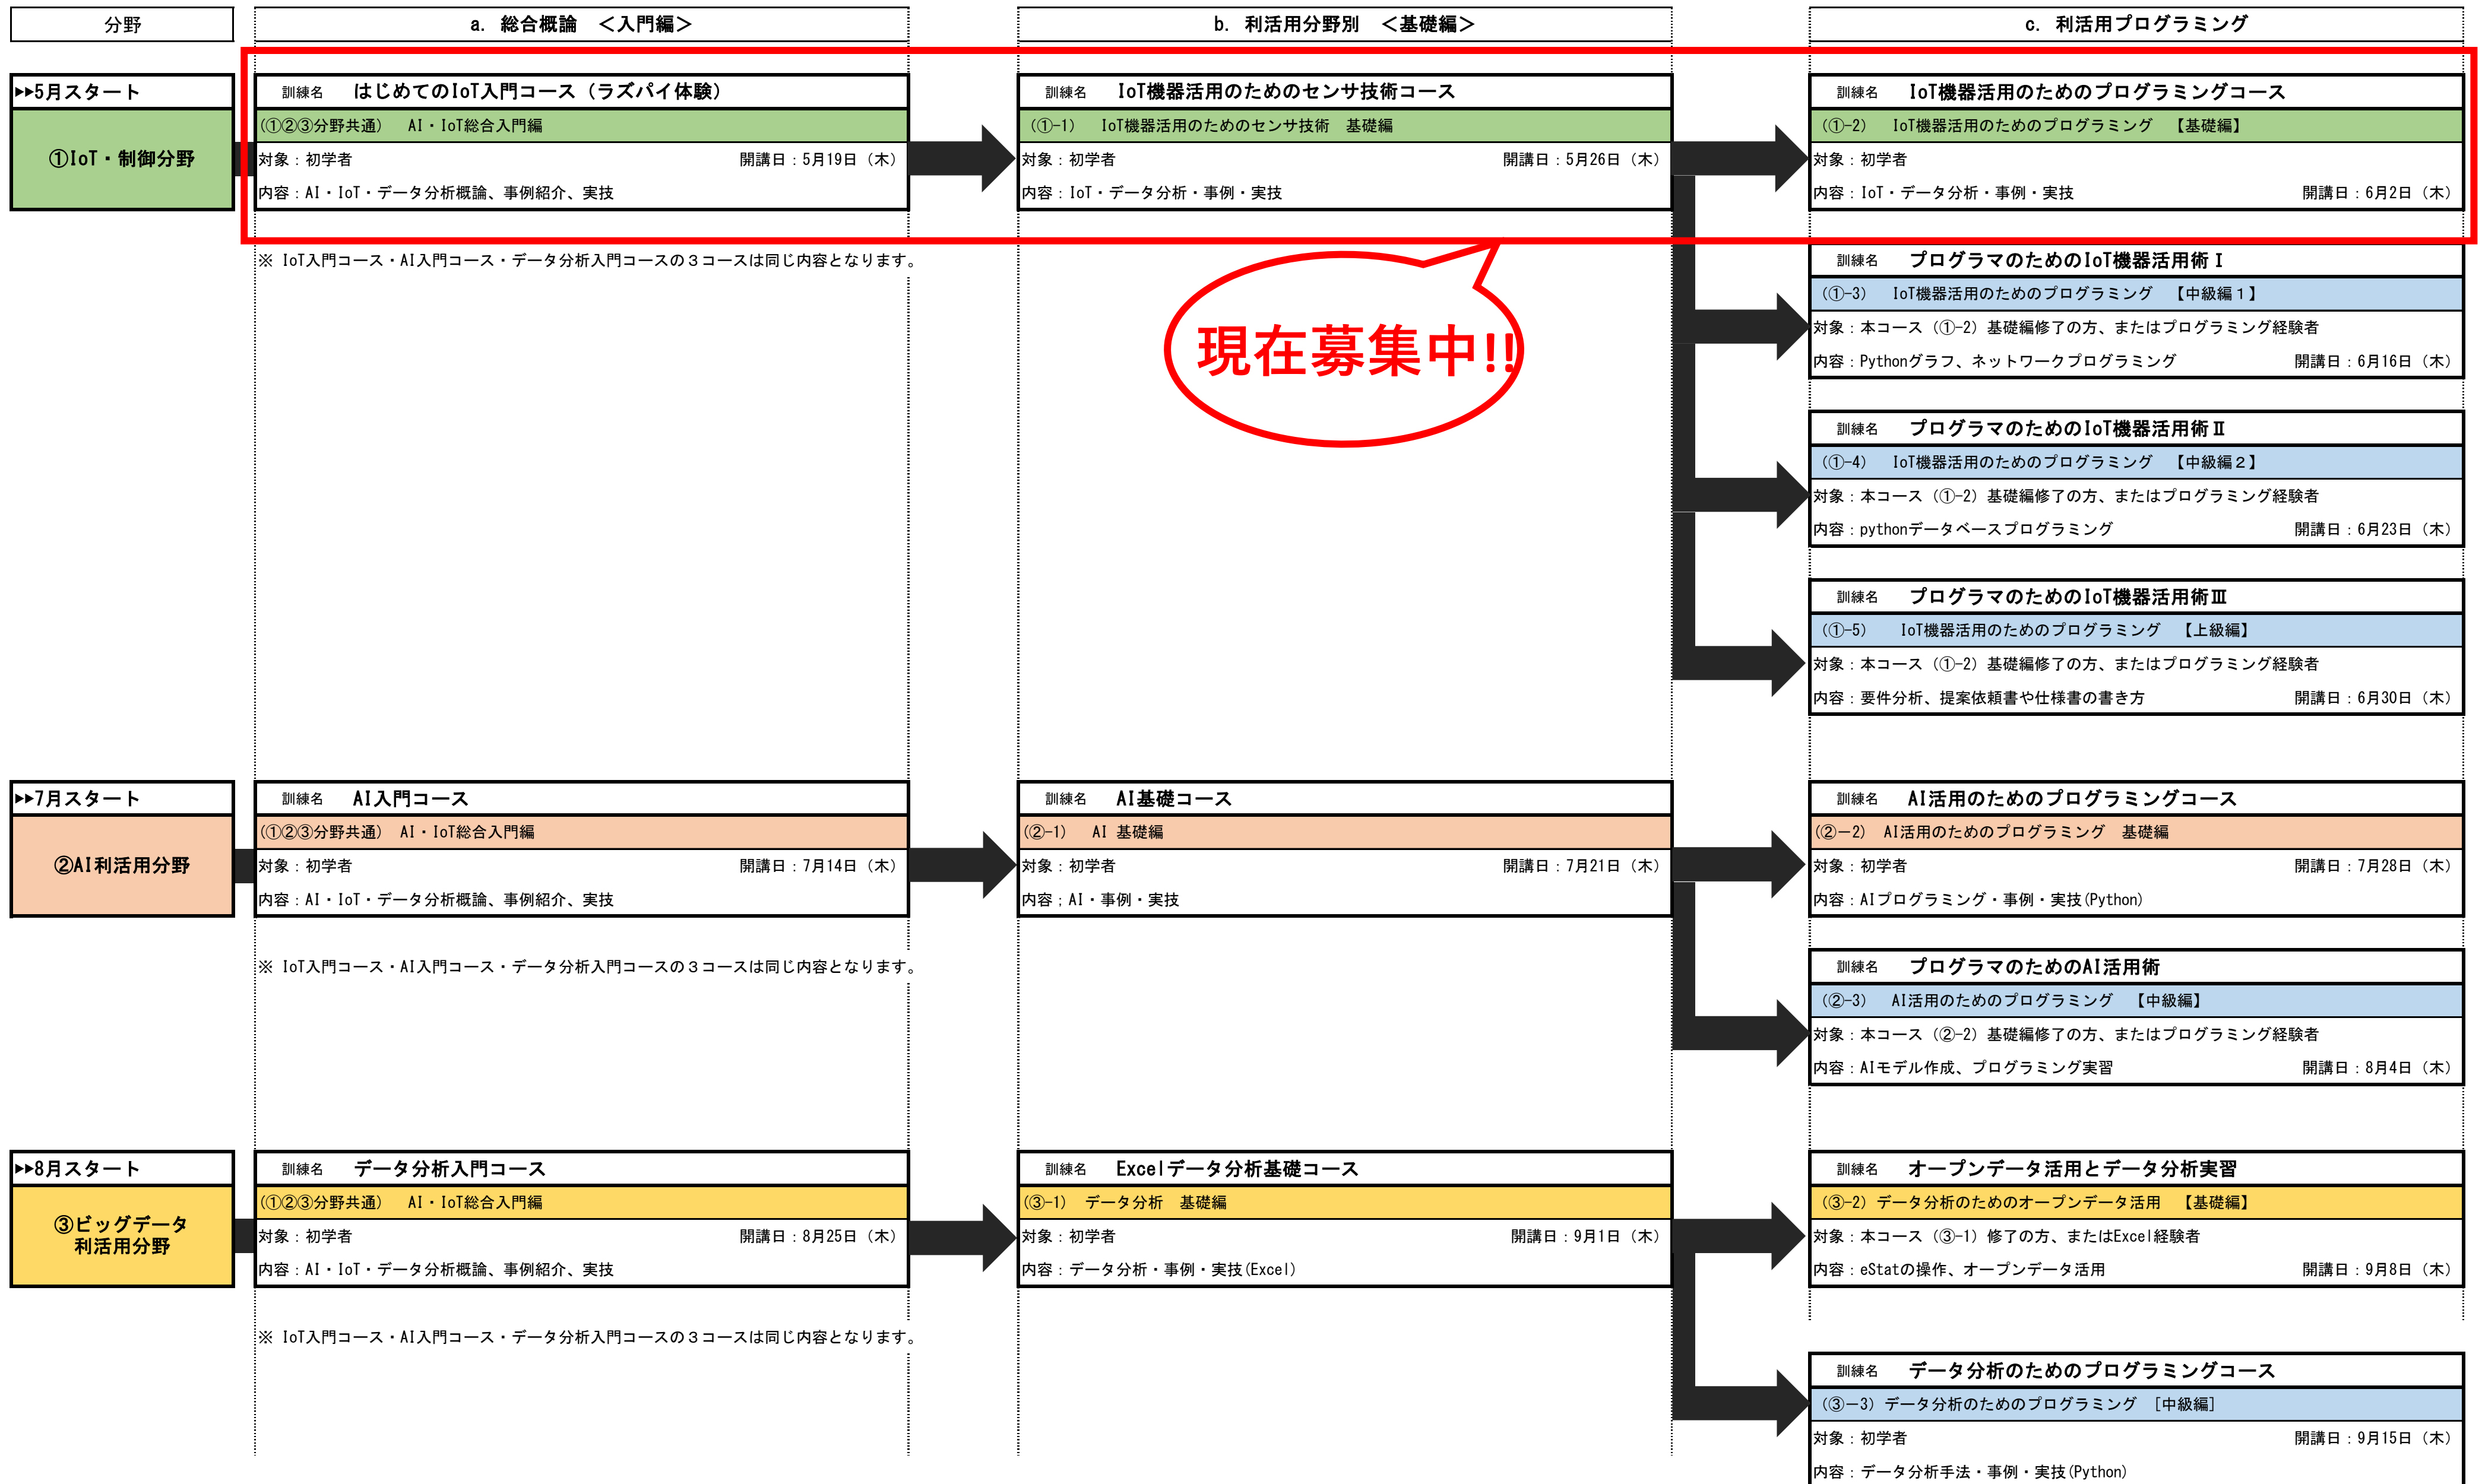 分野
a. 総合概論 ＜入門編＞
b. 利活用分野別 ＜基礎編＞
c. 利活用プログラミング
▶▶5月スタート
①IoT・制御分野
訓練名 はじめてのIoT入門コース（ラズパイ体験）
(①②③分野共通) AI・IoT総合入門編
対象：初学者 開講日：5月19日（木）
内容：AI・IoT・データ分析概論、事例紹介、実技
※ IoT入門コース・AI入門コース・データ分析入門コースの３コースは同じ内容となります。
訓練名 IoT機器活用のためのセンサ技術コース
(①-1) IoT機器活用のためのセンサ技術 基礎編
対象：初学者 開講日：5月26日（木）
内容：IoT・データ分析・事例・実技
現在募集中!!
訓練名 IoT機器活用のためのプログラミングコース
(①-2) IoT機器活用のためのプログラミング 【基礎編】
対象：初学者
内容：IoT・データ分析・事例・実技 開講日：6月2日（木）
訓練名 プログラマのためのIoT機器活用術Ⅰ
(①-3) IoT機器活用のためのプログラミング 【中級編１】
対象：本コース（①-2）基礎編修了の方、またはプログラミング経験者
内容：Pythonグラフ、ネットワークプログラミング 開講日：6月16日（木）
訓練名 プログラマのためのIoT機器活用術Ⅱ
(①-4) IoT機器活用のためのプログラミング 【中級編２】
対象：本コース（①-2）基礎編修了の方、またはプログラミング経験者
内容：pythonデータベースプログラミング 開講日：6月23日（木）
訓練名 プログラマのためのIoT機器活用術Ⅲ
(①-5) IoT機器活用のためのプログラミング 【上級編】
対象：本コース（①-2）基礎編修了の方、またはプログラミング経験者
内容：要件分析、提案依頼書や仕様書の書き方 開講日：6月30日（木）
▶▶7月スタート
②AI利活用分野
訓練名 AI入門コース
(①②③分野共通) AI・IoT総合入門編
対象：初学者 開講日：7月14日（木）
内容：AI・IoT・データ分析概論、事例紹介、実技
※ IoT入門コース・AI入門コース・データ分析入門コースの３コースは同じ内容となります。
訓練名 AI基礎コース
(②-1) AI 基礎編
対象：初学者 開講日：7月21日（木）
内容；AI・事例・実技
訓練名 AI活用のためのプログラミングコース
(②－2) AI活用のためのプログラミング 基礎編
対象：初学者 開講日：7月28日（木）
内容：AIプログラミング・事例・実技(Python)
訓練名 プログラマのためのAI活用術
(②-3) AI活用のためのプログラミング 【中級編】
対象：本コース（②-2）基礎編修了の方、またはプログラミング経験者
内容：AIモデル作成、プログラミング実習 開講日：8月4日（木）
▶▶8月スタート
③ビッグデータ
利活用分野
訓練名 データ分析入門コース
(①②③分野共通) AI・IoT総合入門編
対象：初学者 開講日：8月25日（木）
内容：AI・IoT・データ分析概論、事例紹介、実技
※ IoT入門コース・AI入門コース・データ分析入門コースの３コースは同じ内容となります。
訓練名 Excelデータ分析基礎コース
(③-1) データ分析 基礎編
対象：初学者 開講日：9月1日（木）
内容：データ分析・事例・実技(Excel)
訓練名 オープンデータ活用とデータ分析実習
(③-2) データ分析のためのオープンデータ活用 【基礎編】
対象：本コース（③-1）修了の方、またはExcel経験者
内容：eStatの操作、オープンデータ活用 開講日：9月8日（木）
訓練名 データ分析のためのプログラミングコース
(③－3) データ分析のためのプログラミング [中級編]
対象：初学者 開講日：9月15日（木）
内容：データ分析手法・事例・実技(Python)